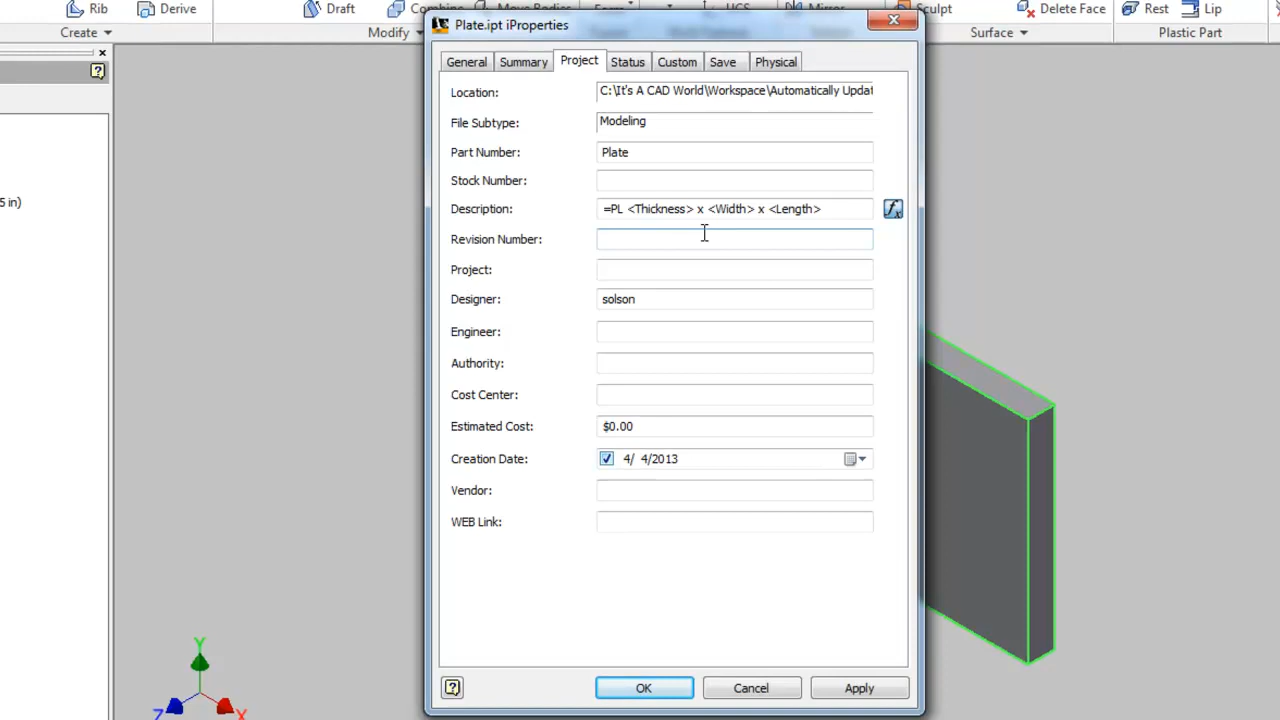 Rib
Derive
Draft
Sculpt
Delete Face
Rest
Lip
Create
Modify
Surface
Plastic Part
Plate.ipt iProperties
General
Summary
Project
Status
Custom
Save
Physical
5 in)
Location: C:\It's A CAD World\Workspace\Automatically Updat
File Subtype: Modeling
Part Number: Plate
Stock Number:
Description: =PL <Thickness> x <Width> x <Length>
Revision Number:
Project:
Designer: solson
Engineer:
Authority:
Cost Center:
Estimated Cost: $0.00
Creation Date: 4/ 4/2013
Vendor:
WEB Link:
OK
Cancel
Apply
Y
Z
X